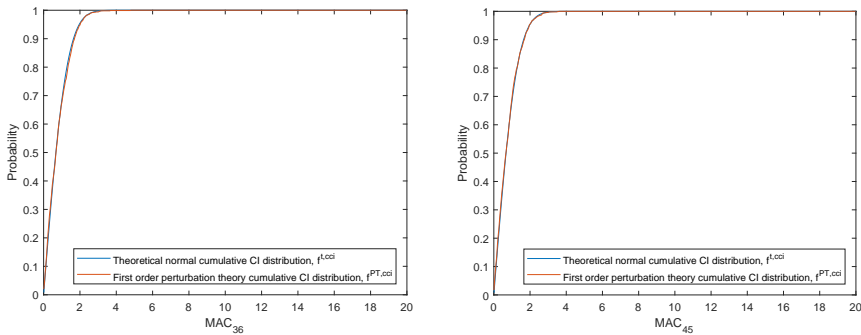 1
0.9
0.8
0.7
0.6
0.5
0.4
0.3
0.2
0.1
0
Probability
Theoretical normal cumulative CI distribution, f^t,cci
First order perturbation theory cumulative CI distribution, f^PT,cci
0 2 4 6 8 10 12 14 16 18 20
MAC_36
1
0.9
0.8
0.7
0.6
0.5
0.4
0.3
0.2
0.1
0
Probability
Theoretical normal cumulative CI distribution, f^t,cci
First order perturbation theory cumulative CI distribution, f^PT,cci
0 2 4 6 8 10 12 14 16 18 20
MAC_45